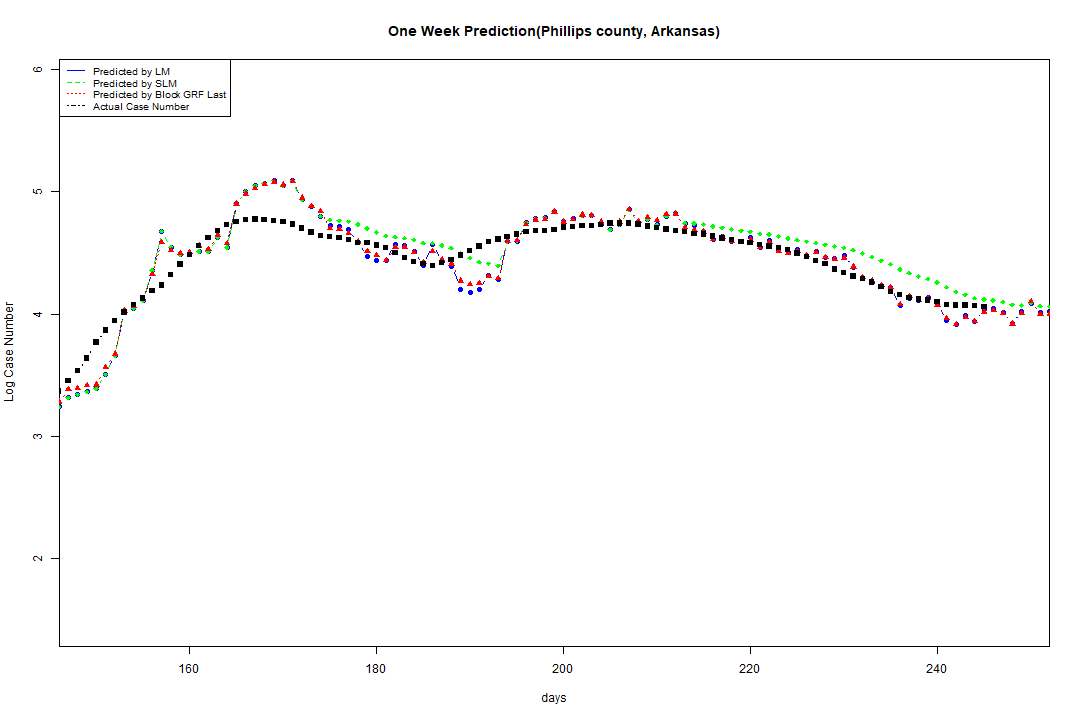 One Week Prediction(Phillips county, Arkansas)
Predicted by LM
Predicted by SLM
Predicted by Block GRF Last
Actual Case Number
6
5
4
3
2
Log Case Number
160 180 200 220 240
days